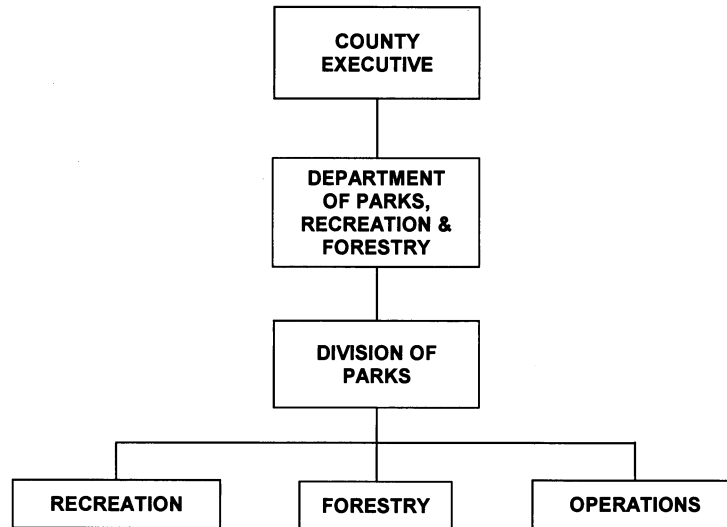 COUNTY
EXECUTIVE
DEPARTMENT
OF PARKS,
RECREATION &
FORESTRY
DIVISION OF
PARKS
RECREATION
FORESTRY
OPERATIONS